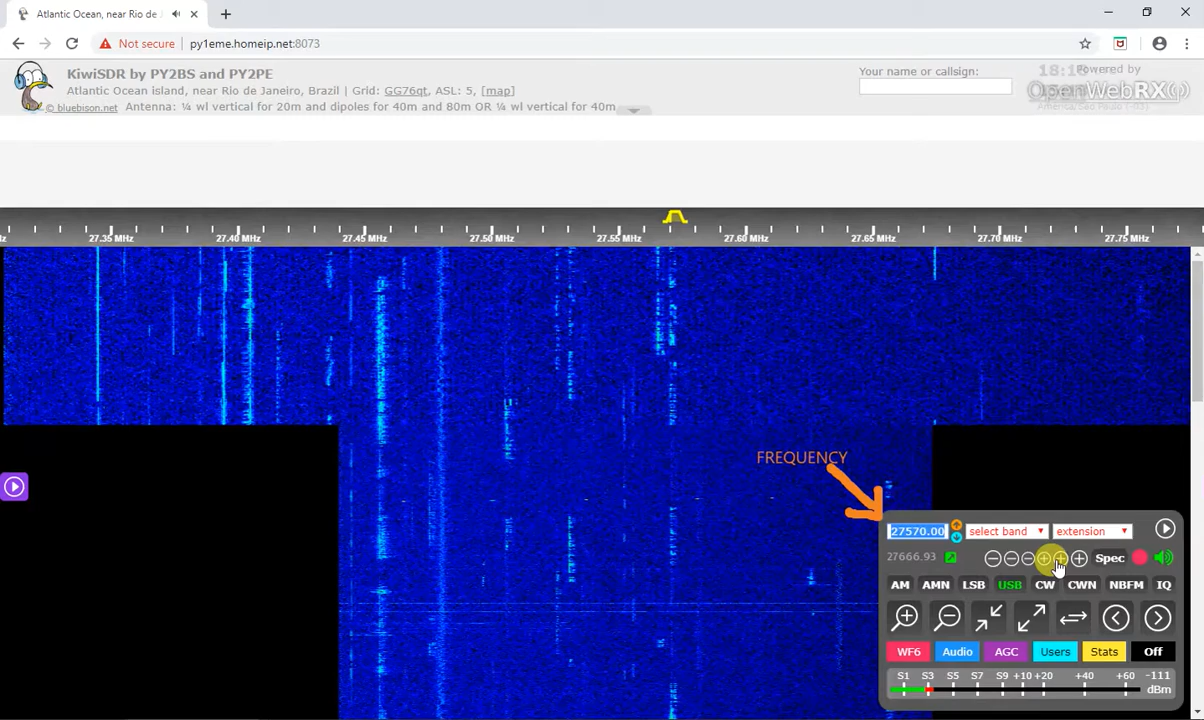 Atlantic Ocean, near Rio de J
Not secure | py1eme.homeip.net:8073
KiwiSDR by PY2BS and PY2PE
Your name or callsign:
Powered by
Atlantic Ocean island, near Rio de Janeiro, Brazil | Grid: GG76qt, ASL: 5, [map]
OpenWebRX
© bluebison.net
Antenna: ¼ wl vertical for 20m and dipoles for 40m and 80m OR ¼ wl vertical for 40m
27.35 MHz 27.40 MHz 27.45 MHz 27.50 MHz 27.55 MHz 27.60 MHz 27.65 MHz 27.70 MHz 27.75 MHz
FREQUENCY
27570.00 select band extension
27666.93 Spec
AM AMN LSB USB CW CWN NBFM IQ
WF6 Audio AGC Users Stats Off
S1 S3 S5 S7 S9 +10 +20 +40 +60 -111
dBm